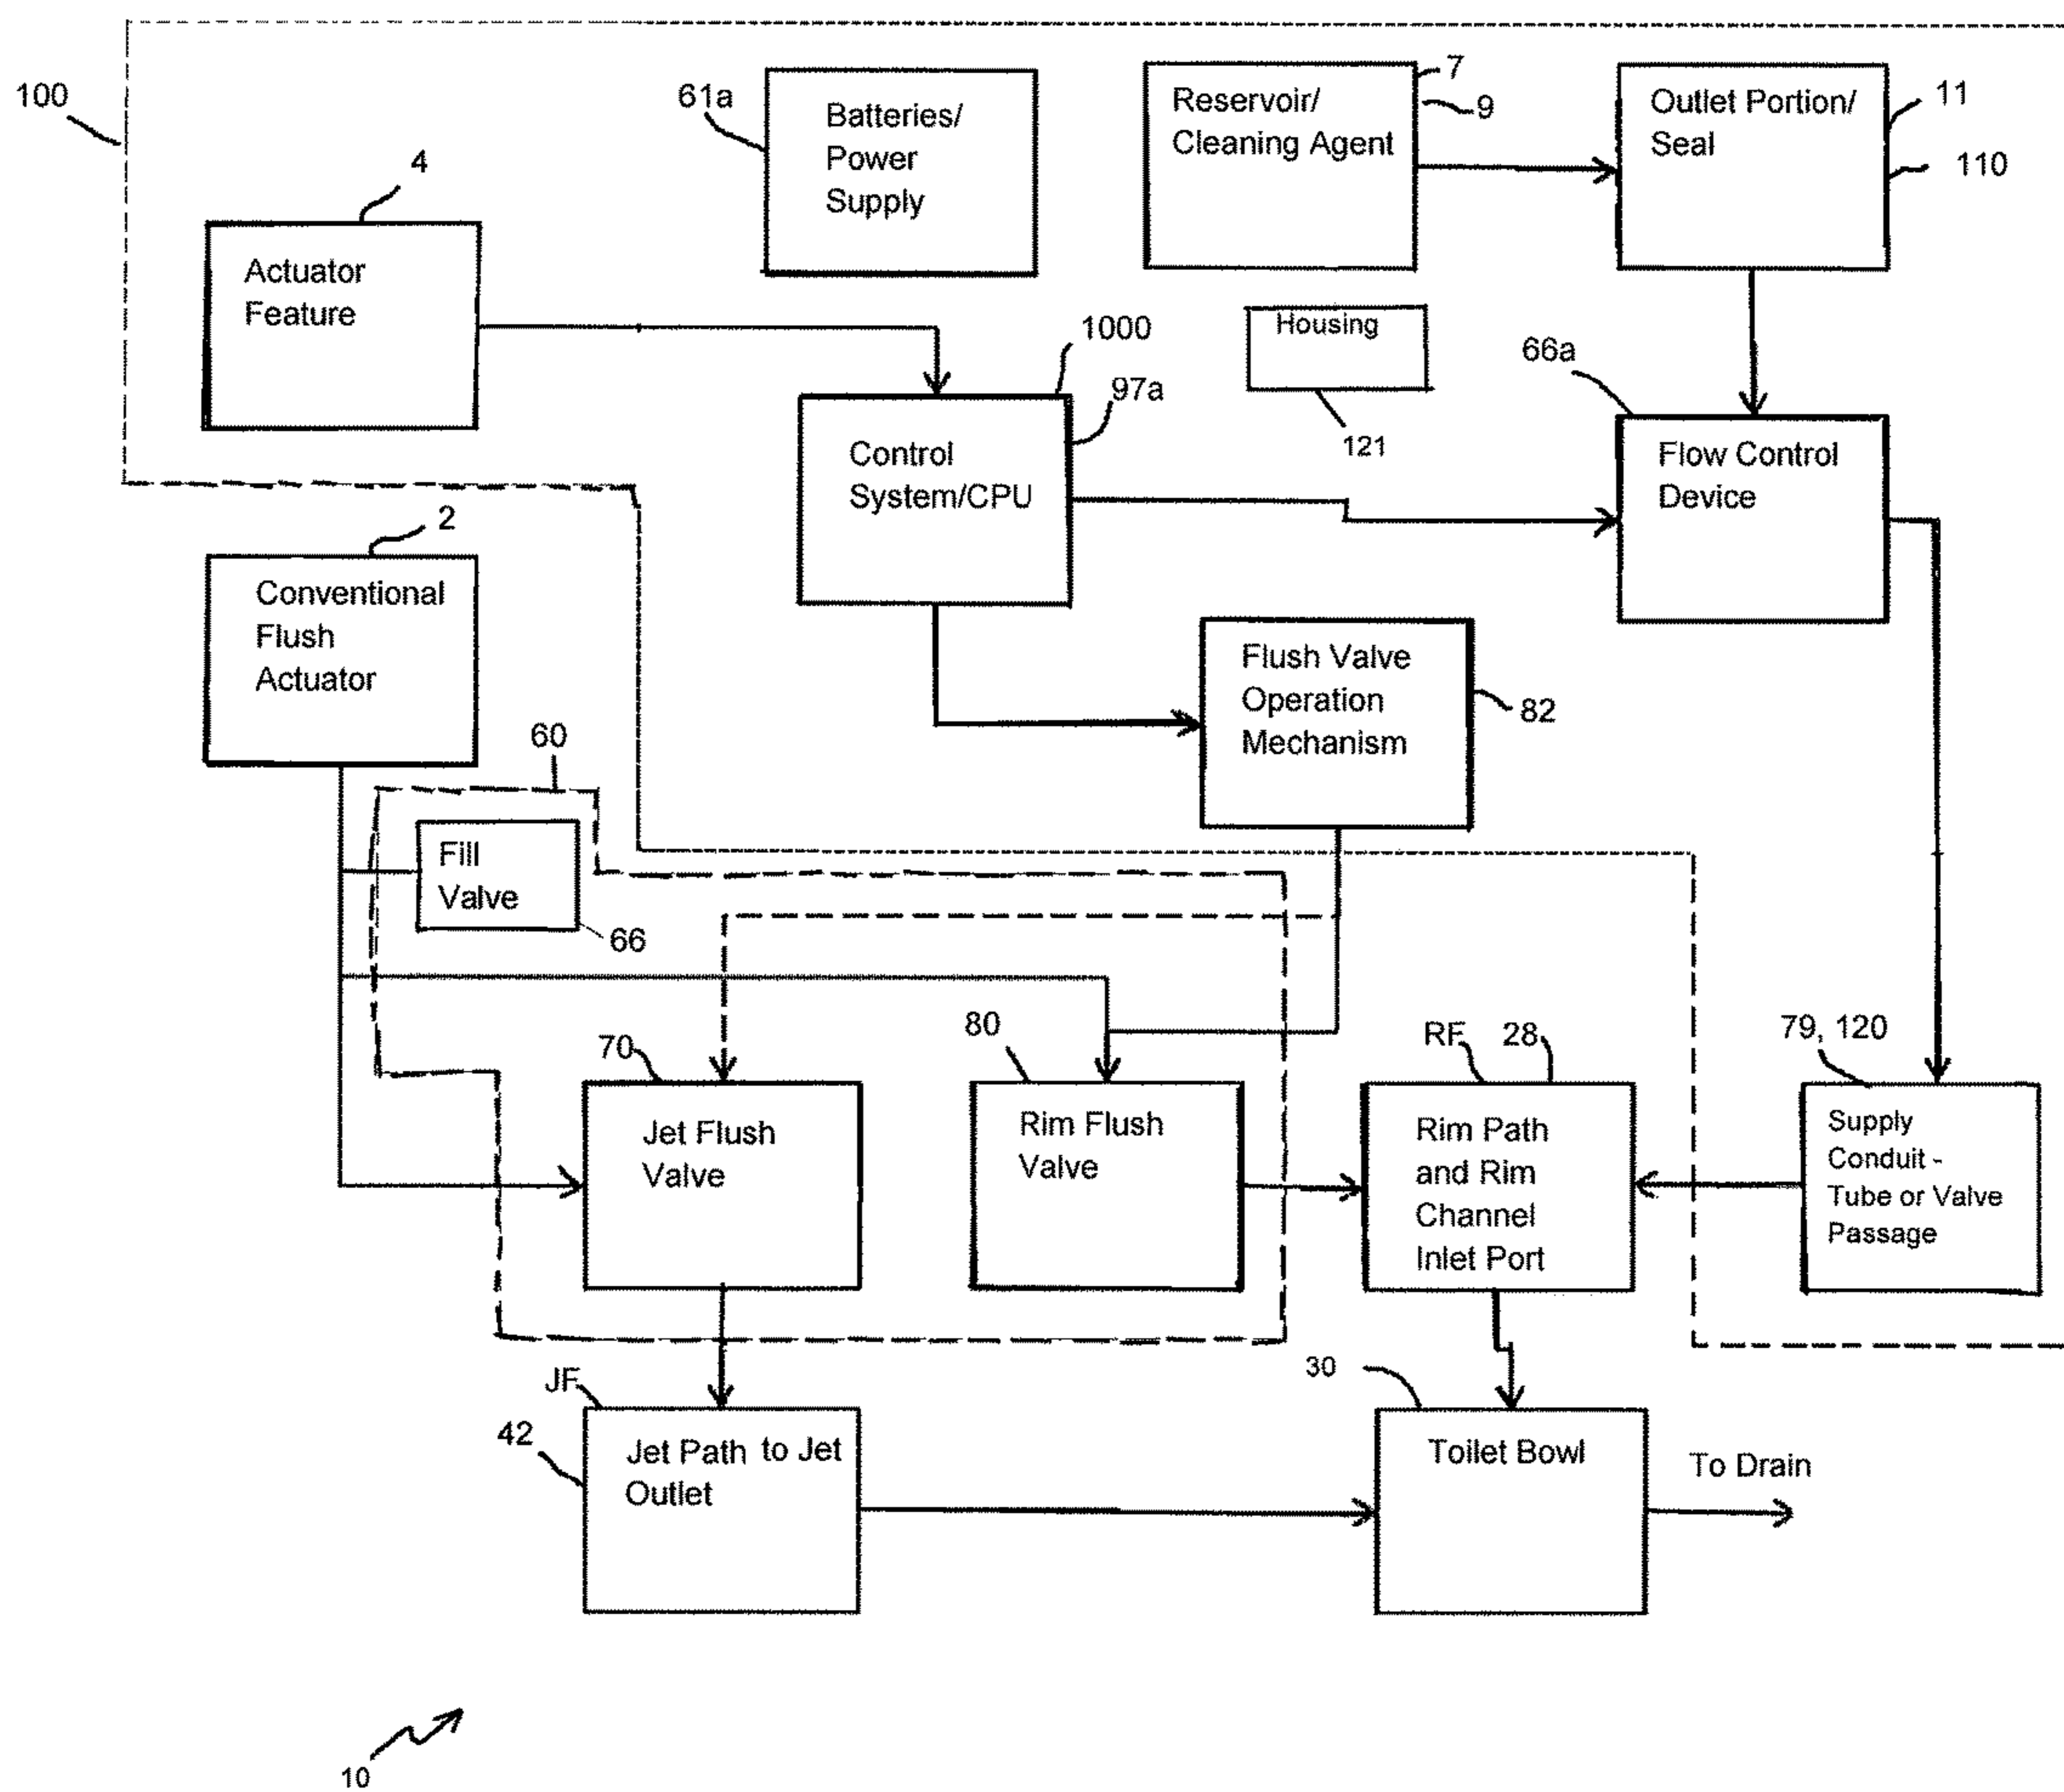 100
4
Actuator
Feature
61a
Batteries/
Power
Supply
7
9
Reservoir/
Cleaning Agent
11
110
Outlet Portion/
Seal
Housing
121
1000
97a
Control
System/CPU
66a
Flow Control
Device
2
Conventional
Flush
Actuator
Flush Valve
Operation
Mechanism
82
60
Fill
Valve
66
70
Jet Flush
Valve
80
Rim Flush
Valve
RF
28
Rim Path
and Rim
Channel
Inlet Port
79, 120
Supply
Conduit -
Tube or Valve
Passage
JF
42
Jet Path to Jet
Outlet
30
Toilet Bowl
To Drain
10